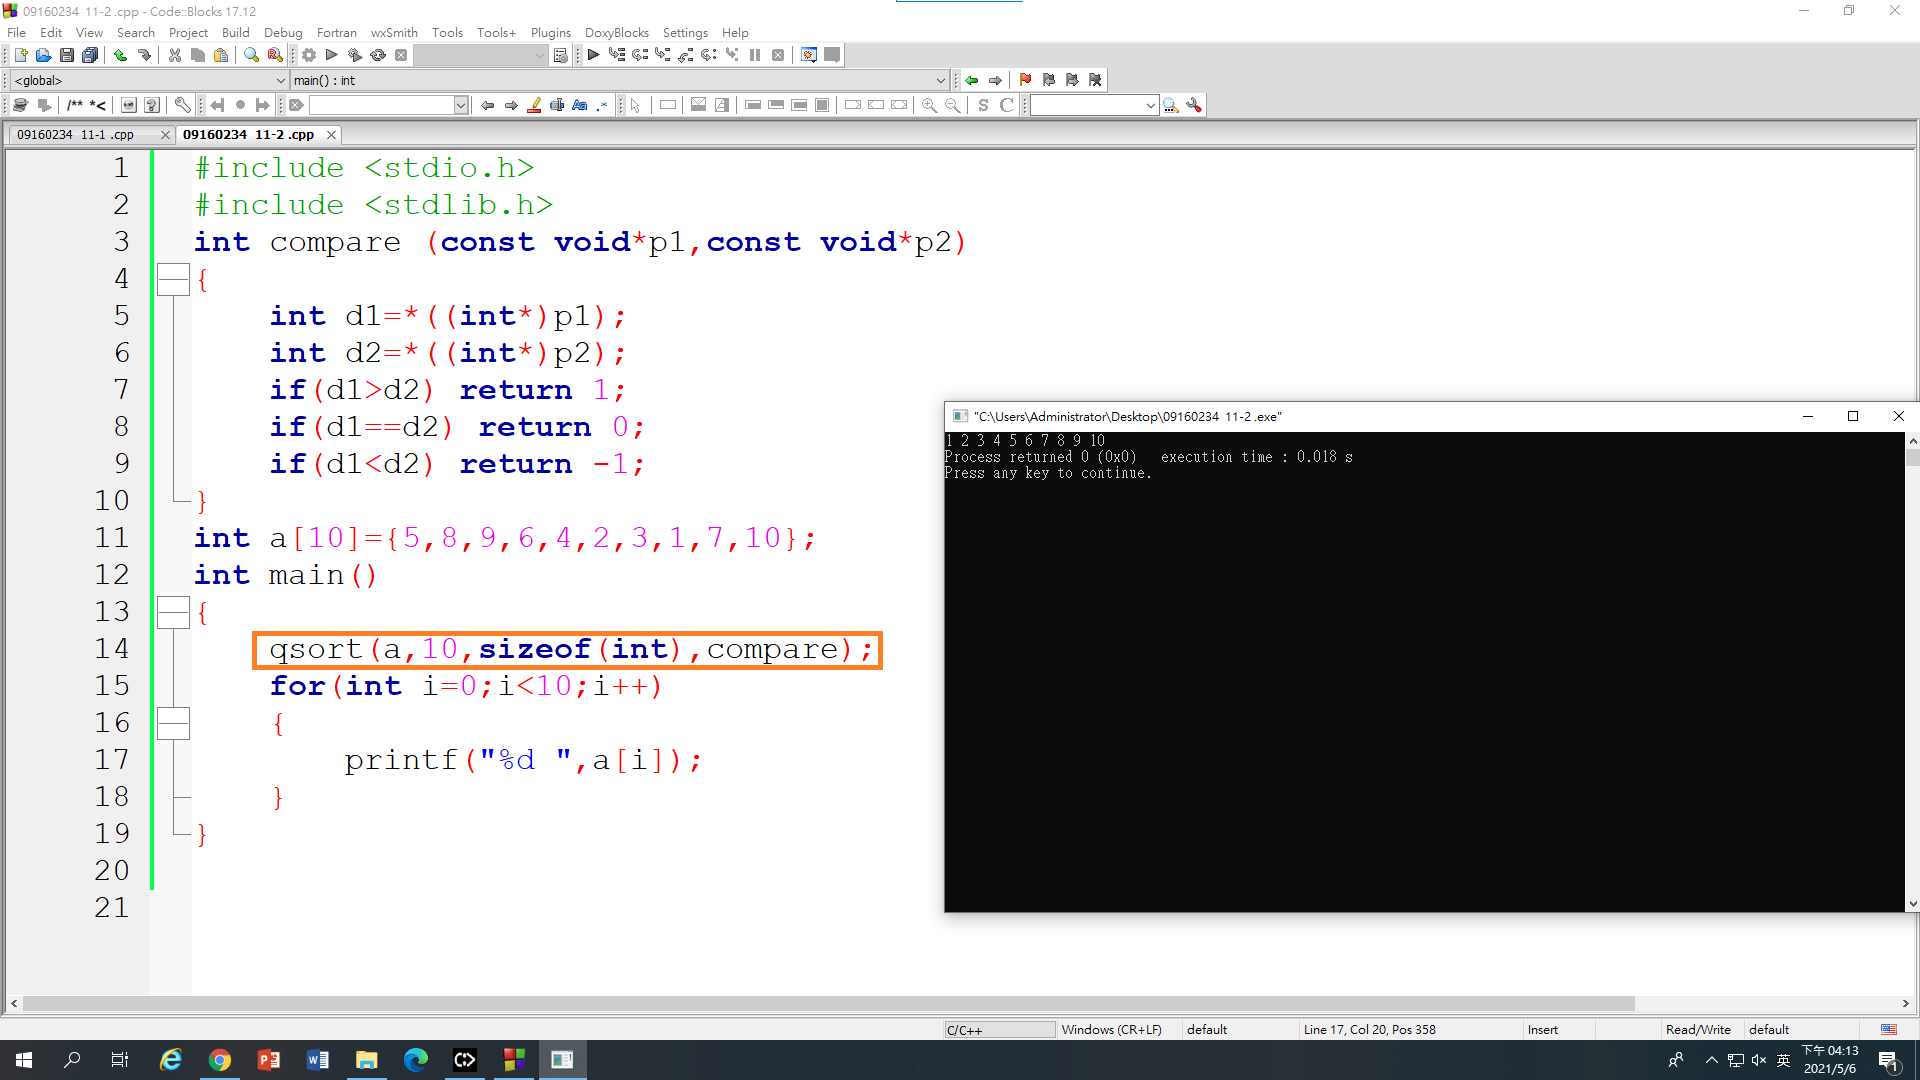 09160234 11-2 .cpp - Code::Blocks 17.12
File Edit View Search Project Build Debug Fortran wxSmith Tools Tools+ Plugins DoxyBlocks Settings Help
<global> main() : int
/** *<
Aa .*
S C
09160234 11-1 .cpp 09160234 11-2 .cpp
1 #include <stdio.h>
2 #include <stdlib.h>
3 int compare (const void*p1,const void*p2)
4 {
5 int d1=*((int*)p1);
6 int d2=*((int*)p2);
7 if(d1>d2) return 1;
8 if(d1==d2) return 0;
9 if(d1<d2) return -1;
10 }
11 int a[10]={5,8,9,6,4,2,3,1,7,10};
12 int main()
13 {
14 qsort(a,10,sizeof(int),compare);
15 for(int i=0;i<10;i++)
16 {
17 printf("%d ",a[i]);
18 }
19 }
20
21
"C:\Users\Administrator\Desktop\09160234 11-2 .exe"
1 2 3 4 5 6 7 8 9 10
Process returned 0 (0x0) execution time : 0.018 s
Press any key to continue.
C/C++ Windows (CR+LF) default Line 17, Col 20, Pos 358 Insert Read/Write default
英
下午 04:13
2021/5/6
1